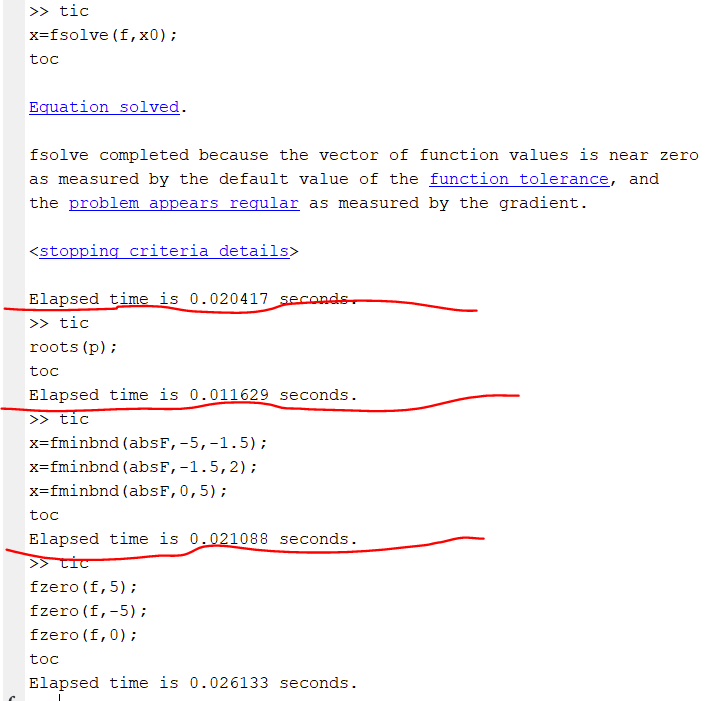 >> tic
x=fsolve(f,x0);
toc
Equation solved.
fsolve completed because the vector of function values is near zero
as measured by the default value of the function tolerance, and
the problem appears regular as measured by the gradient.
<stopping criteria details>
Elapsed time is 0.020417 seconds.
>> tic
roots(p);
toc
Elapsed time is 0.011629 seconds.
>> tic
x=fminbnd(absF,-5,-1.5);
x=fminbnd(absF,-1.5,2);
x=fminbnd(absF,0,5);
toc
Elapsed time is 0.021088 seconds.
>> tic
fzero(f,5);
fzero(f,-5);
fzero(f,0);
toc
Elapsed time is 0.026133 seconds.